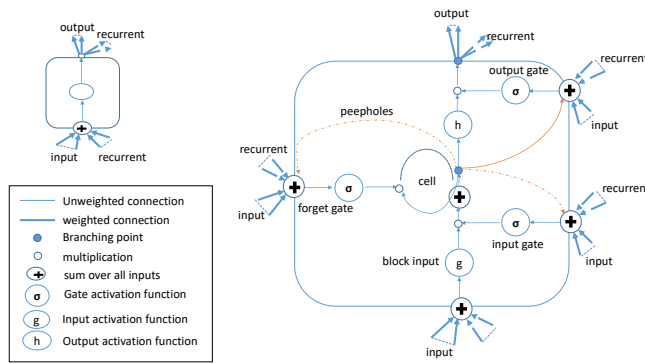 output
recurrent
input
recurrent
output
recurrent
output gate
recurrent
σ
input
peepholes
h
recurrent
cell
σ
input
forget gate
recurrent
σ
input gate
input
block input
g
input
recurrent
Unweighted connection
weighted connection
Branching point
multiplication
sum over all inputs
σ
Gate activation function
g
Input activation function
h
Output activation function